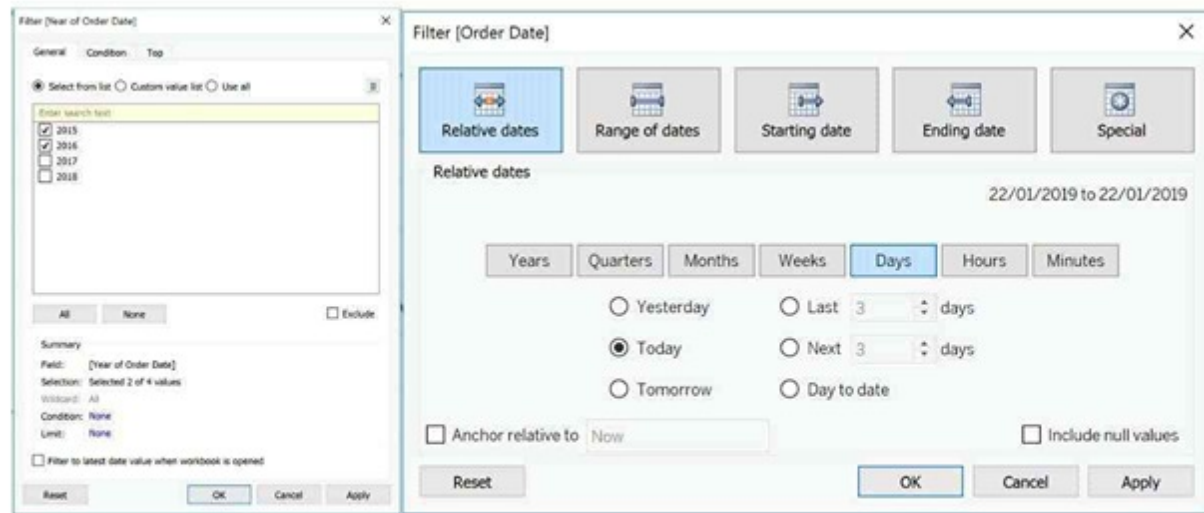 Filter [Year of Order Date]
General Condition Top
Select from list Custom value list Use all
Enter search text
2015
2016
2017
2018
All None Exclude
Summary
Field: [Year of Order Date]
Selection: Selected 2 of 4 values
Wildcard: All
Condition: None
Limit: None
Filter to latest date value when workbook is opened
Reset OK Cancel Apply
Filter [Order Date]
Relative dates Range of dates Starting date Ending date Special
Relative dates
22/01/2019 to 22/01/2019
Years Quarters Months Weeks Days Hours Minutes
Yesterday Last 3 days
Today Next 3 days
Tomorrow Day to date
Anchor relative to Now Include null values
Reset OK Cancel Apply